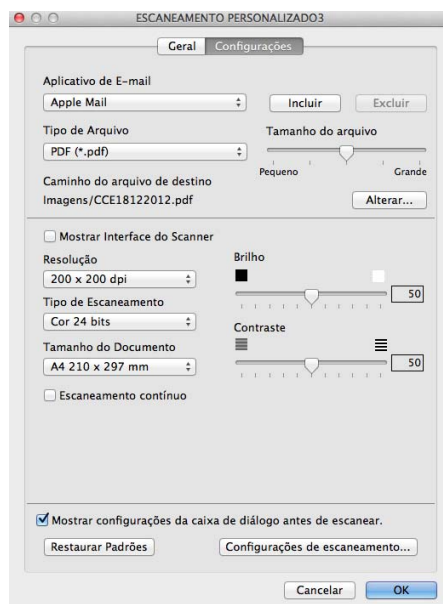 ESCANEAMENTO PERSONALIZADO3
Geral Configurações
Aplicativo de E-mail
Apple Mail Incluir Excluir
Tipo de Arquivo Tamanho do arquivo
PDF (*.pdf)
Pequeno Grande
Caminho do arquivo de destino
Imagens/CCE18122012.pdf Alterar...
Mostrar Interface do Scanner
Resolução Brilho
200 x 200 dpi 50
Tipo de Escaneamento
Cor 24 bits Contraste
Tamanho do Documento
A4 210 x 297 mm 50
Escaneamento contínuo
Mostrar configurações da caixa de diálogo antes de escanear.
Restaurar Padrões Configurações de escaneamento...
Cancelar OK